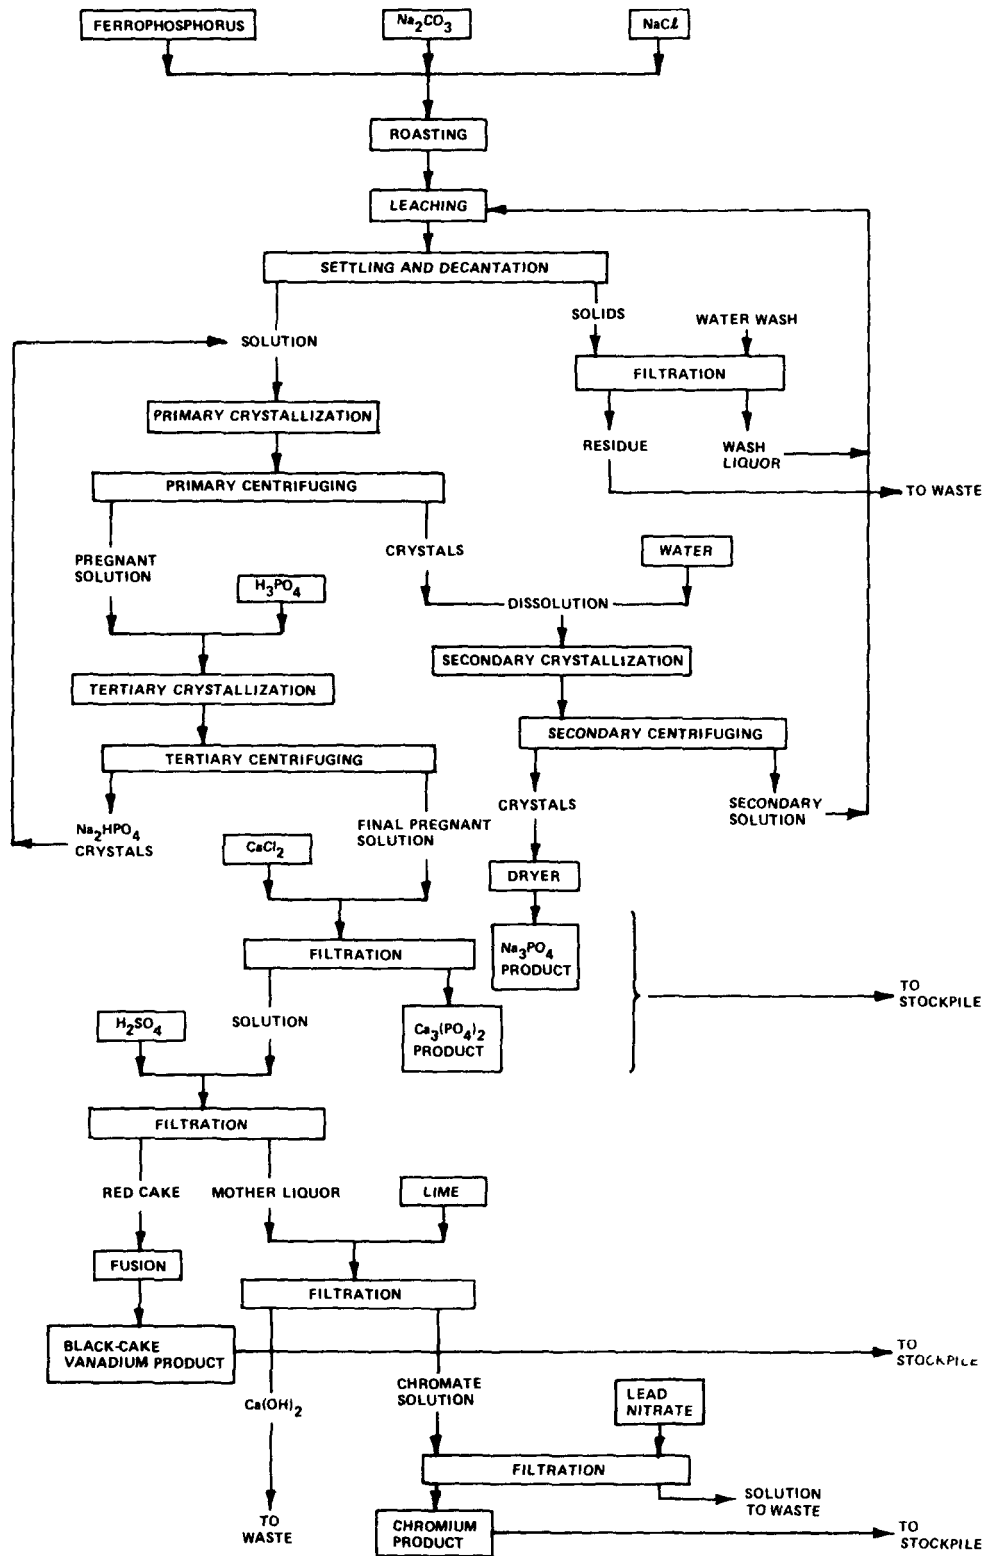 FERROPHOSPHORUS
Na2CO3
NaCl
ROASTING
LEACHING
SETTLING AND DECANTATION
SOLIDS
WATER WASH
SOLUTION
FILTRATION
PRIMARY CRYSTALLIZATION
RESIDUE
WASH
LIQUOR
PRIMARY CENTRIFUGING
TO WASTE
PREGNANT
SOLUTION
CRYSTALS
WATER
H3PO4
DISSOLUTION
SECONDARY CRYSTALLIZATION
TERTIARY CRYSTALLIZATION
SECONDARY CENTRIFUGING
TERTIARY CENTRIFUGING
CRYSTALS
SECONDARY
SOLUTION
Na2HPO4
CRYSTALS
FINAL PREGNANT
SOLUTION
CaCl2
DRYER
FILTRATION
Na3PO4
PRODUCT
TO
STOCKPILE
H2SO4
SOLUTION
Ca3(PO4)2
PRODUCT
FILTRATION
RED CAKE
MOTHER LIQUOR
LIME
FUSION
FILTRATION
BLACK-CAKE
VANADIUM PRODUCT
TO
STOCKPILE
Ca(OH)2
CHROMATE
SOLUTION
LEAD
NITRATE
FILTRATION
SOLUTION
TO WASTE
TO
WASTE
CHROMIUM
PRODUCT
TO
STOCKPILE